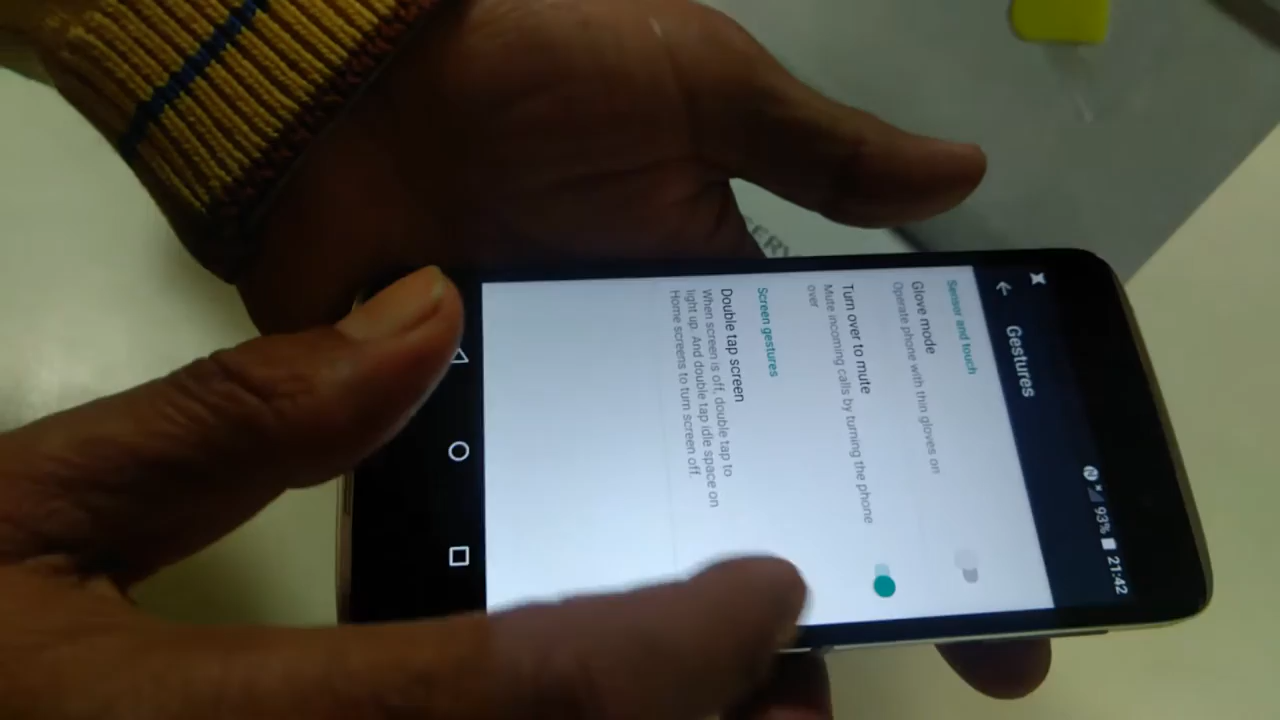 93% 21:42
Gestures
Sensor and touch
Glove mode
Operate phone with thin gloves on
Turn over to mute
Mute incoming calls by turning the phone
over
Screen gestures
Double tap screen
When screen is off, double tap to
light up. And double tap idle space on
Home screens to turn screen off.